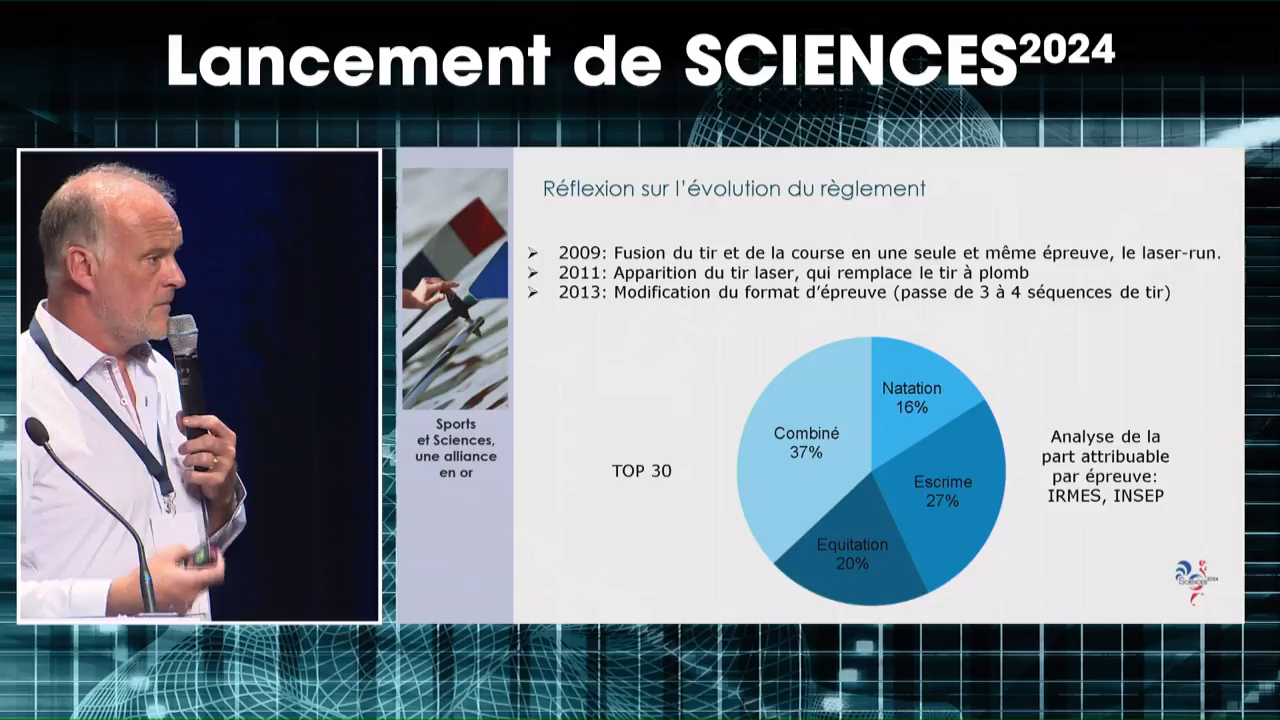 Lancement de SCIENCES²⁰²⁴
Réflexion sur l'évolution du règlement
➢ 2009: Fusion du tir et de la course en une seule et même épreuve, le laser-run.
➢ 2011: Apparition du tir laser, qui remplace le tir à plomb
➢ 2013: Modification du format d'épreuve (passe de 3 à 4 séquences de tir)
Sports
et Sciences,
une alliance
en or
TOP 30
Natation
16%
Combiné
37%
Escrime
27%
Equitation
20%
Analyse de la
part attribuable
par épreuve:
IRMES, INSEP
SCIENCES 2024